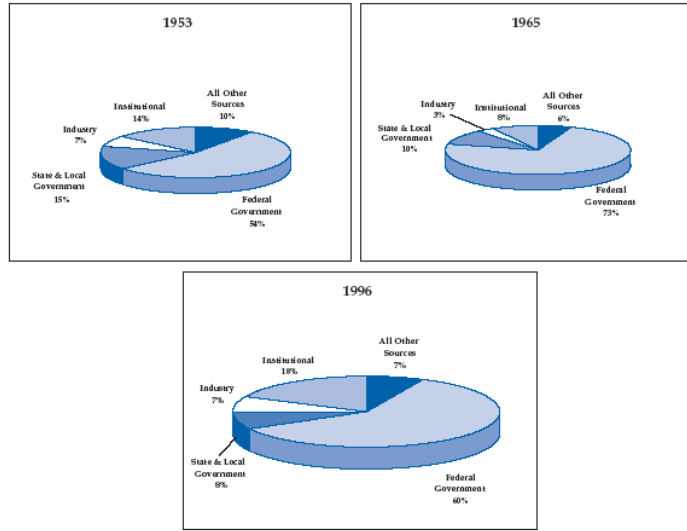 1953
All Other
Sources
10%
Institutional
14%
Industry
7%
State & Local
Government
15%
Federal
Government
54%
1965
All Other
Sources
6%
Institutional
8%
Industry
3%
State & Local
Government
10%
Federal
Government
73%
1996
All Other
Sources
7%
Institutional
18%
Industry
7%
State & Local
Government
8%
Federal
Government
60%